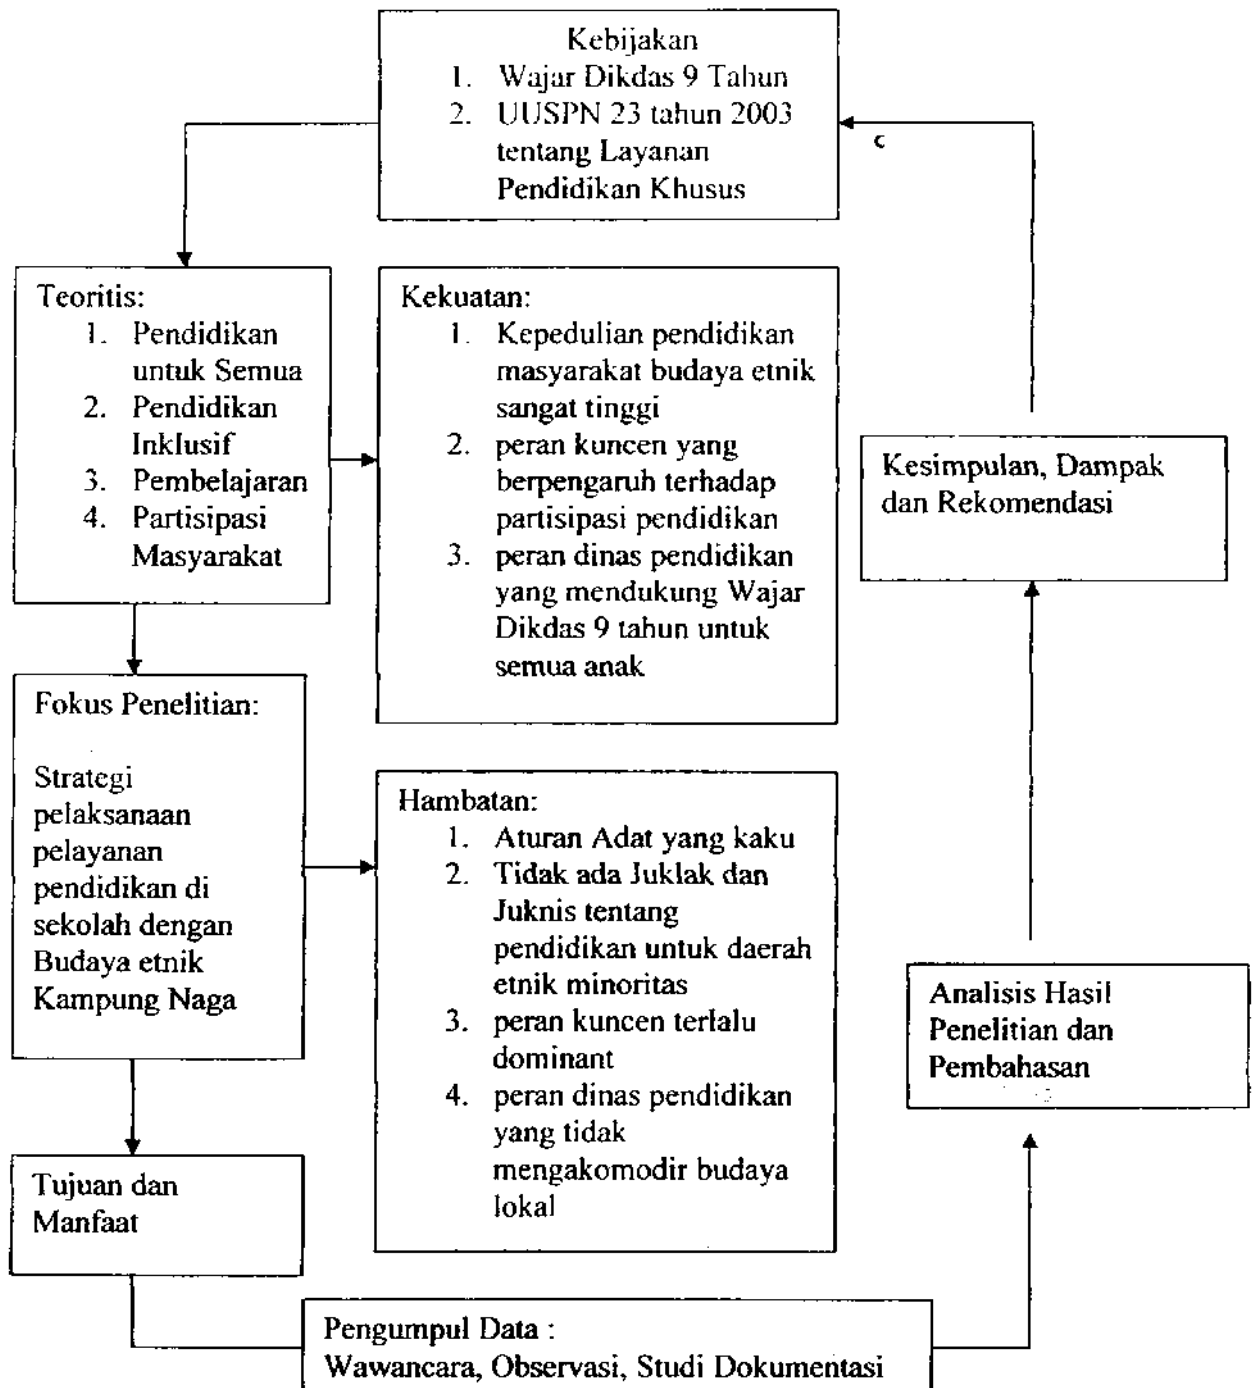 Kebijakan
1. Wajar Dikdas 9 Tahun
2. UUSPN 23 tahun 2003
tentang Layanan
Pendidikan Khusus
c
Teoritis:
1. Pendidikan
untuk Semua
2. Pendidikan
Inklusif
3. Pembelajaran
4. Partisipasi
Masyarakat
Kekuatan:
1. Kepedulian pendidikan
masyarakat budaya etnik
sangat tinggi
2. peran kuncen yang
berpengaruh terhadap
partisipasi pendidikan
3. peran dinas pendidikan
yang mendukung Wajar
Dikdas 9 tahun untuk
semua anak
Kesimpulan, Dampak
dan Rekomendasi
Fokus Penelitian:
Strategi
pelaksanaan
pelayanan
pendidikan di
sekolah dengan
Budaya etnik
Kampung Naga
Hambatan:
1. Aturan Adat yang kaku
2. Tidak ada Juklak dan
Juknis tentang
pendidikan untuk daerah
etnik minoritas
3. peran kuncen terlalu
dominant
4. peran dinas pendidikan
yang tidak
mengakomodir budaya
lokal
Analisis Hasil
Penelitian dan
Pembahasan
Tujuan dan
Manfaat
Pengumpul Data :
Wawancara, Observasi, Studi Dokumentasi